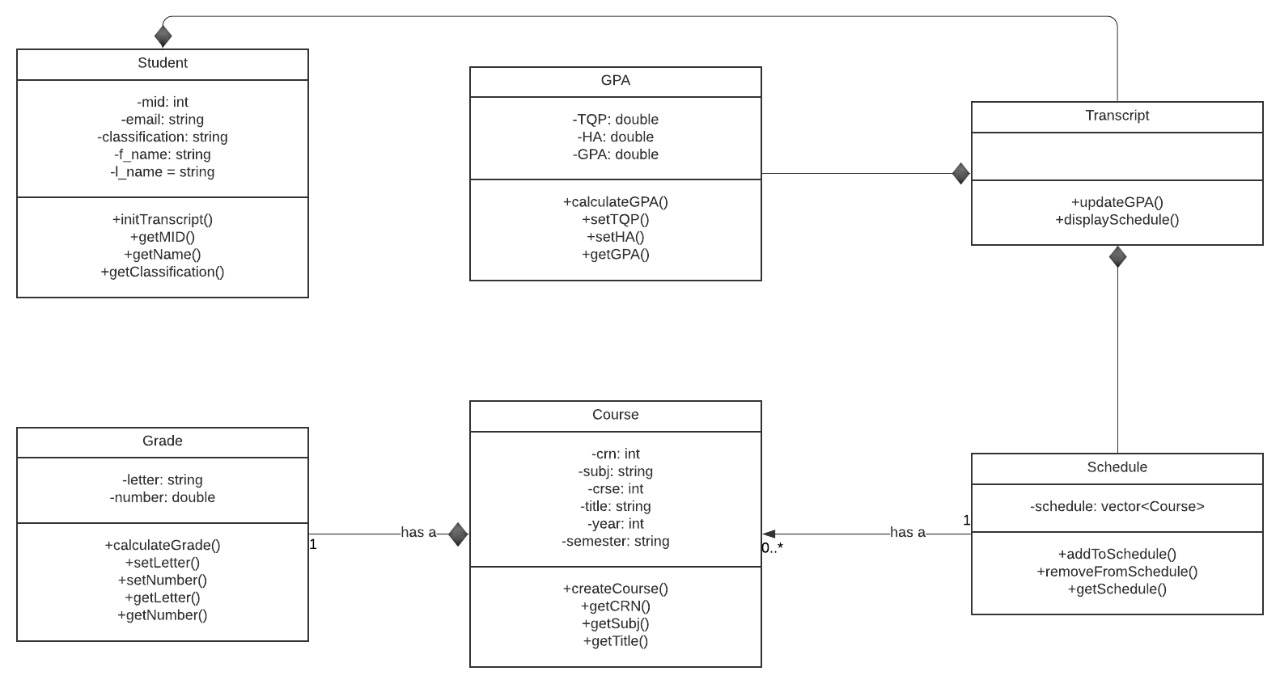 Student
-mid: int
-email: string
-classification: string
-f_name: string
-l_name = string
+initTranscript()
+getMID()
+getName()
+getClassification()
GPA
-TQP: double
-HA: double
-GPA: double
+calculateGPA()
+setTQP()
+setHA()
+getGPA()
Transcript
+updateGPA()
+displaySchedule()
Grade
-letter: string
-number: double
+calculateGrade()
+setLetter()
+setNumber()
+getLetter()
+getNumber()
1
has a
Course
-crn: int
-subj: string
-crse: int
-title: string
-year: int
-semester: string
+createCourse()
+getCRN()
+getSubj()
+getTitle()
0..*
has a
1
Schedule
-schedule: vector<Course>
+addToSchedule()
+removeFromSchedule()
+getSchedule()